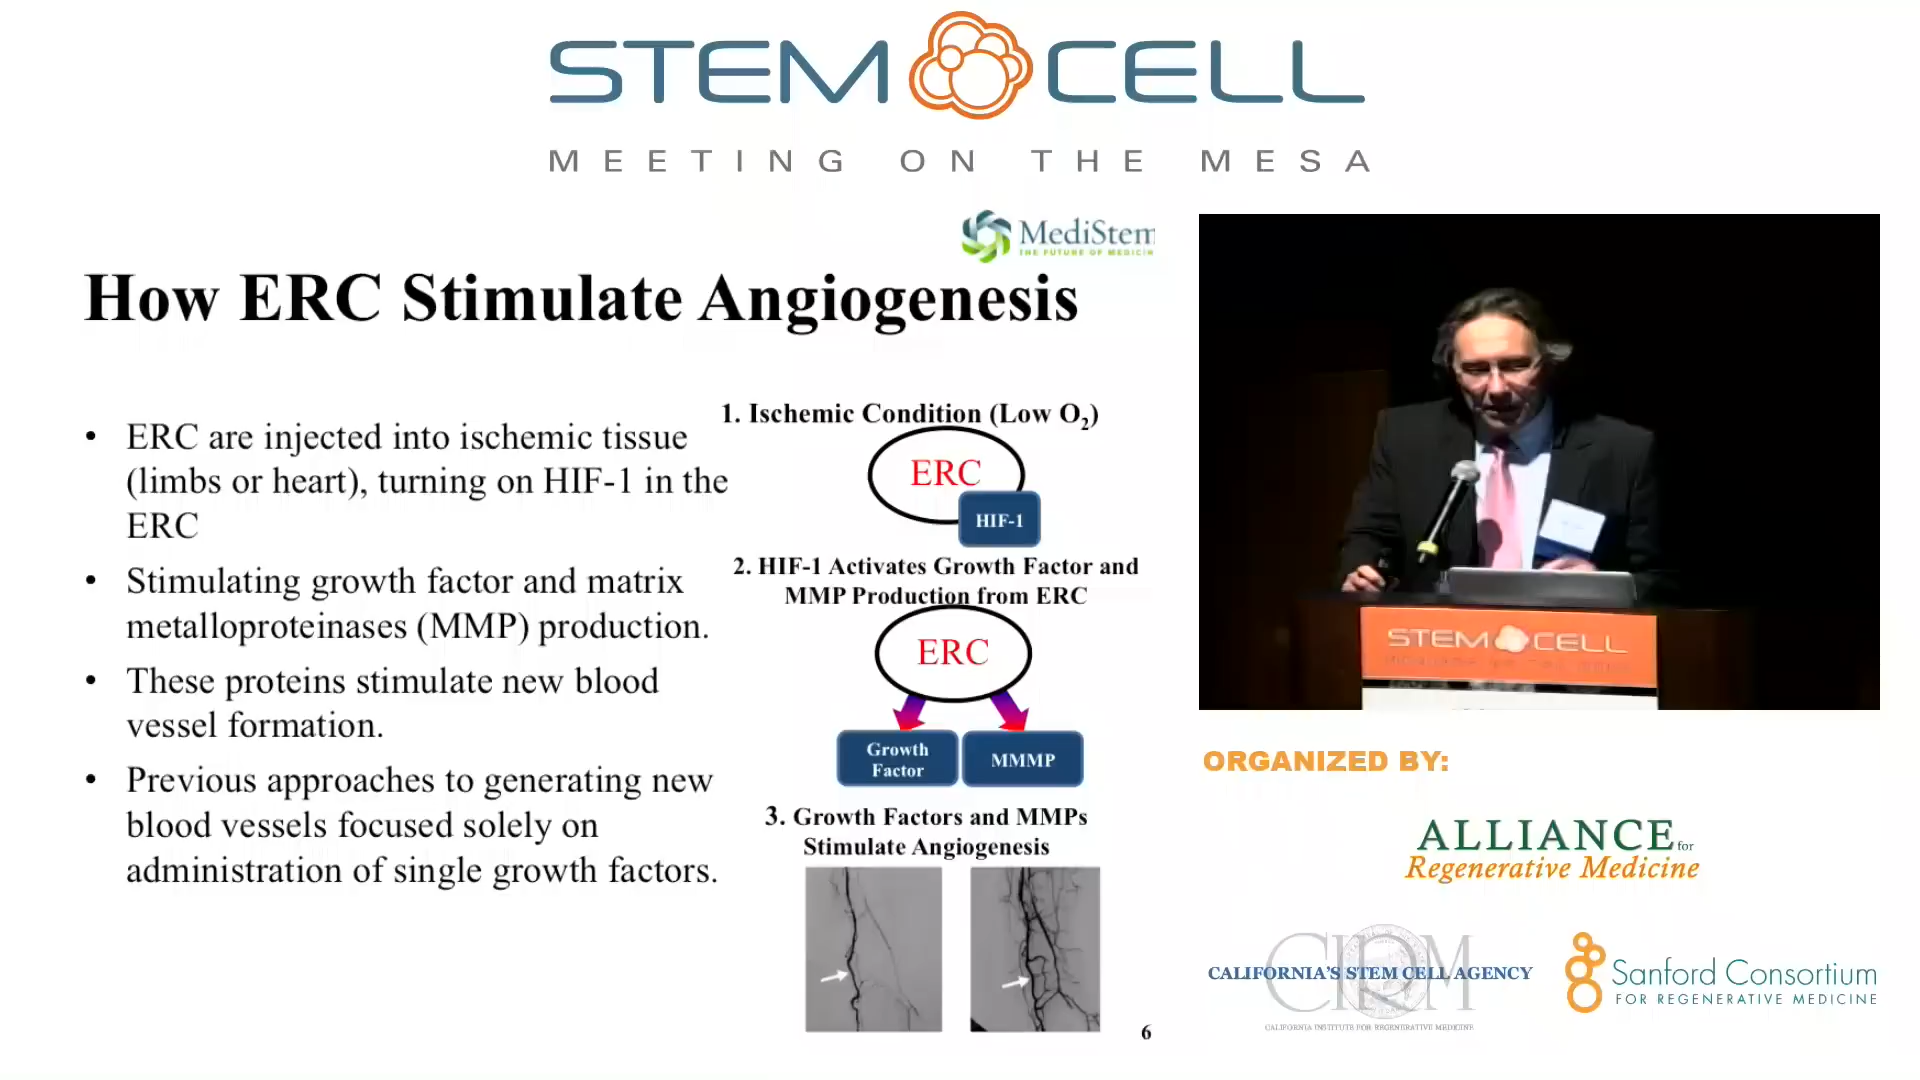 STEM CELL
MEETING ON THE MESA
MediStem
THE FUTURE OF MEDICIN
How ERC Stimulate Angiogenesis
• ERC are injected into ischemic tissue
(limbs or heart), turning on HIF-1 in the
ERC
• Stimulating growth factor and matrix
metalloproteinases (MMP) production.
• These proteins stimulate new blood
vessel formation.
• Previous approaches to generating new
blood vessels focused solely on
administration of single growth factors.
1. Ischemic Condition (Low O₂)
ERC
HIF-1
2. HIF-1 Activates Growth Factor and
MMP Production from ERC
ERC
Growth
Factor
MMMP
3. Growth Factors and MMPs
Stimulate Angiogenesis
6
STEM CELL
ORGANIZED BY:
ALLIANCE for
Regenerative Medicine
CIRM
CALIFORNIA'S STEM CELL AGENCY
CALIFORNIA INSTITUTE FOR REGENERATIVE MEDICINE
Sanford Consortium
FOR REGENERATIVE MEDICINE